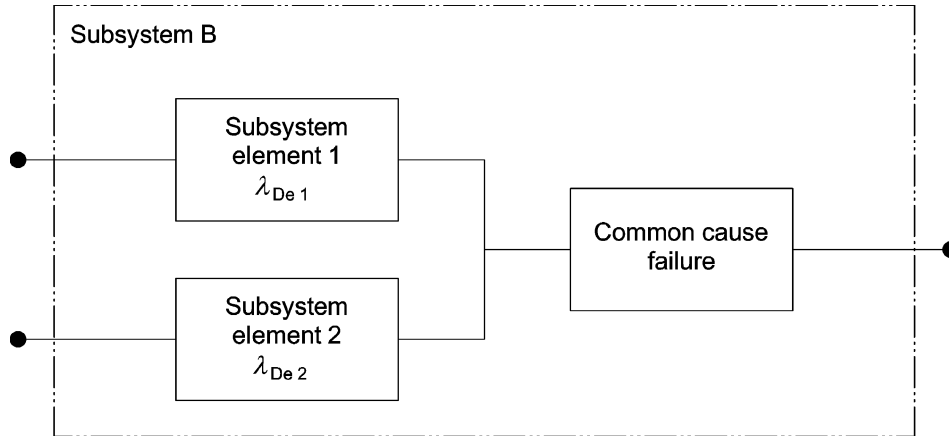 Subsystem B
Subsystem
element 1
λDe 1
Subsystem
element 2
λDe 2
Common cause
failure